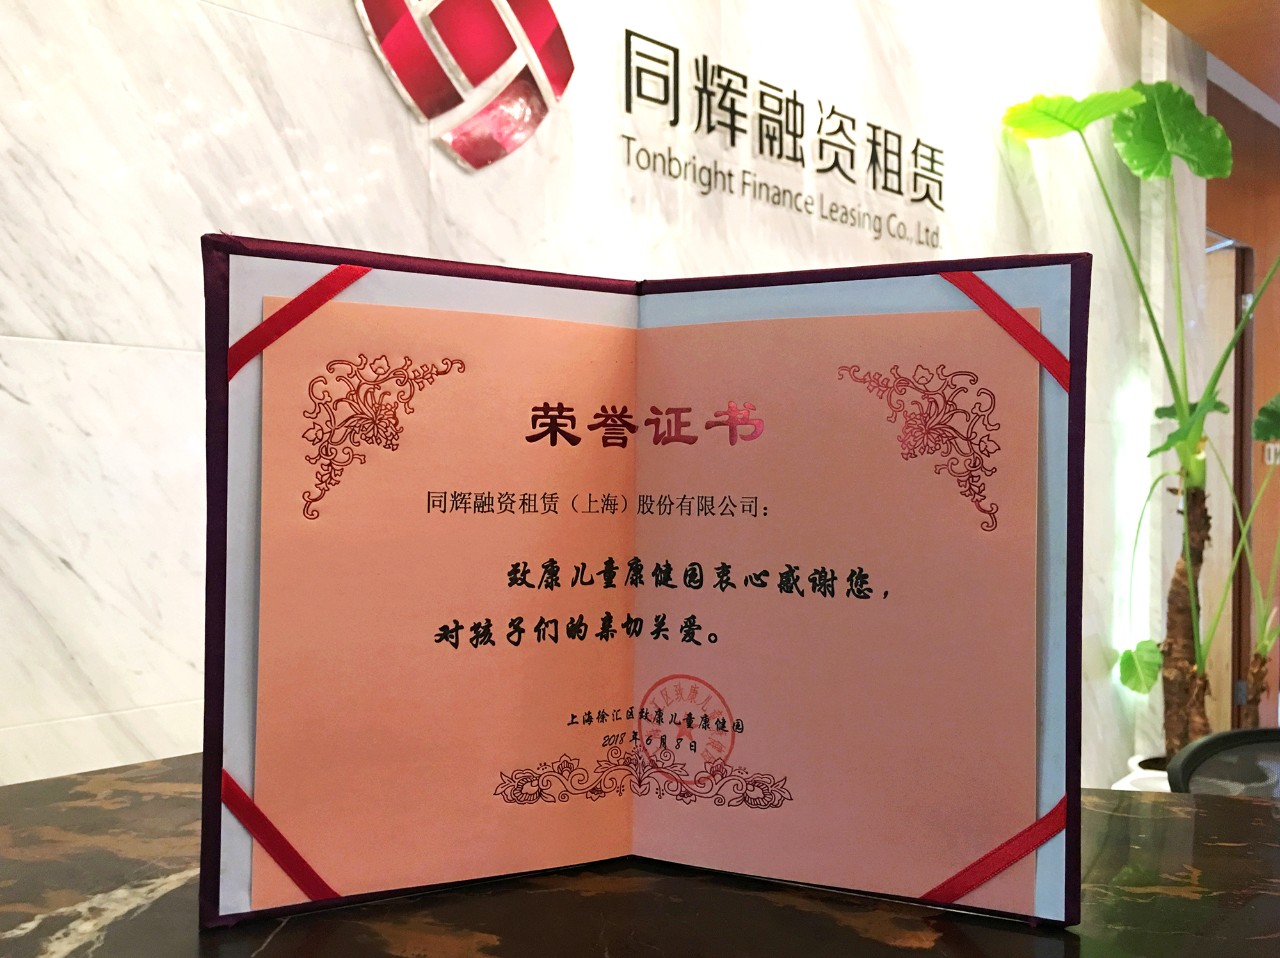 同辉融资租赁
Tonbright Finance Leasing Co., Ltd.
荣誉证书
同辉融资租赁（上海）股份有限公司：
致康儿童康健园衷心感谢您，
对孩子们的亲切关爱。
上海徐汇区致康儿童康健园
2018年6月8日